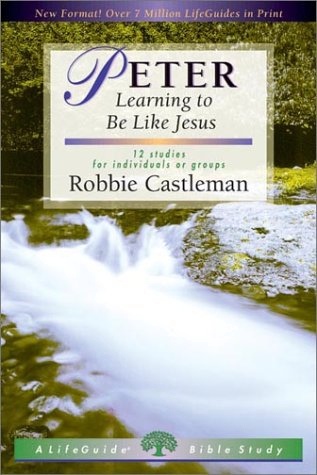 New Format! Over 7 Million LifeGuides in Print
PETER
Learning to
Be Like Jesus
12 studies
for individuals or groups
Robbie Castleman
A LifeGuide® Bible Study